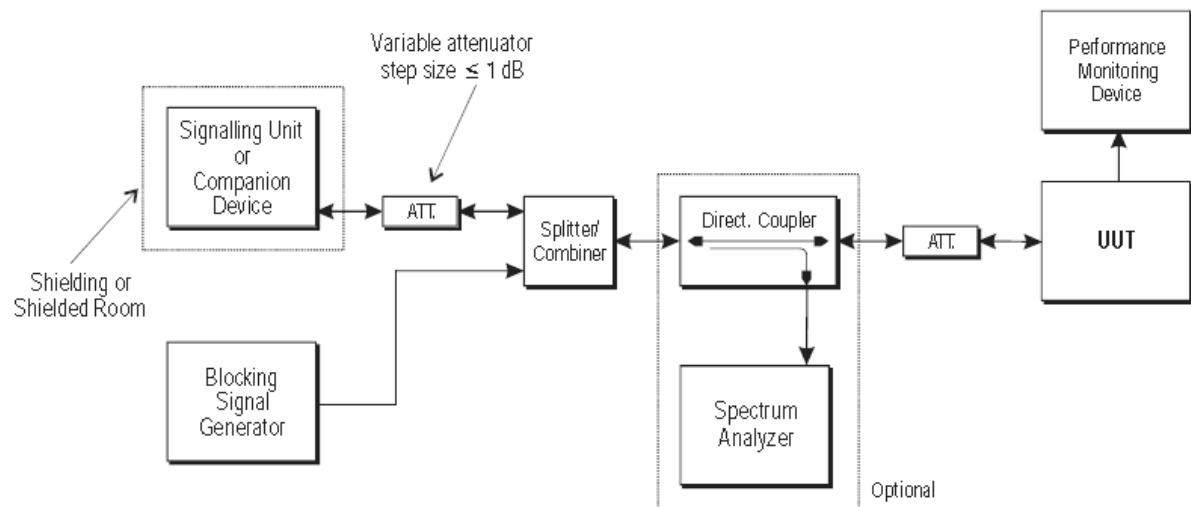 Variable attenuator
step size ≤ 1 dB
Performance
Monitoring
Device
Signalling Unit
or
Companion
Device
ATT.
Splitter/
Combiner
Direct. Coupler
ATT.
UUT
Shielding or
Shielded Room
Blocking
Signal
Generator
Spectrum
Analyzer
Optional